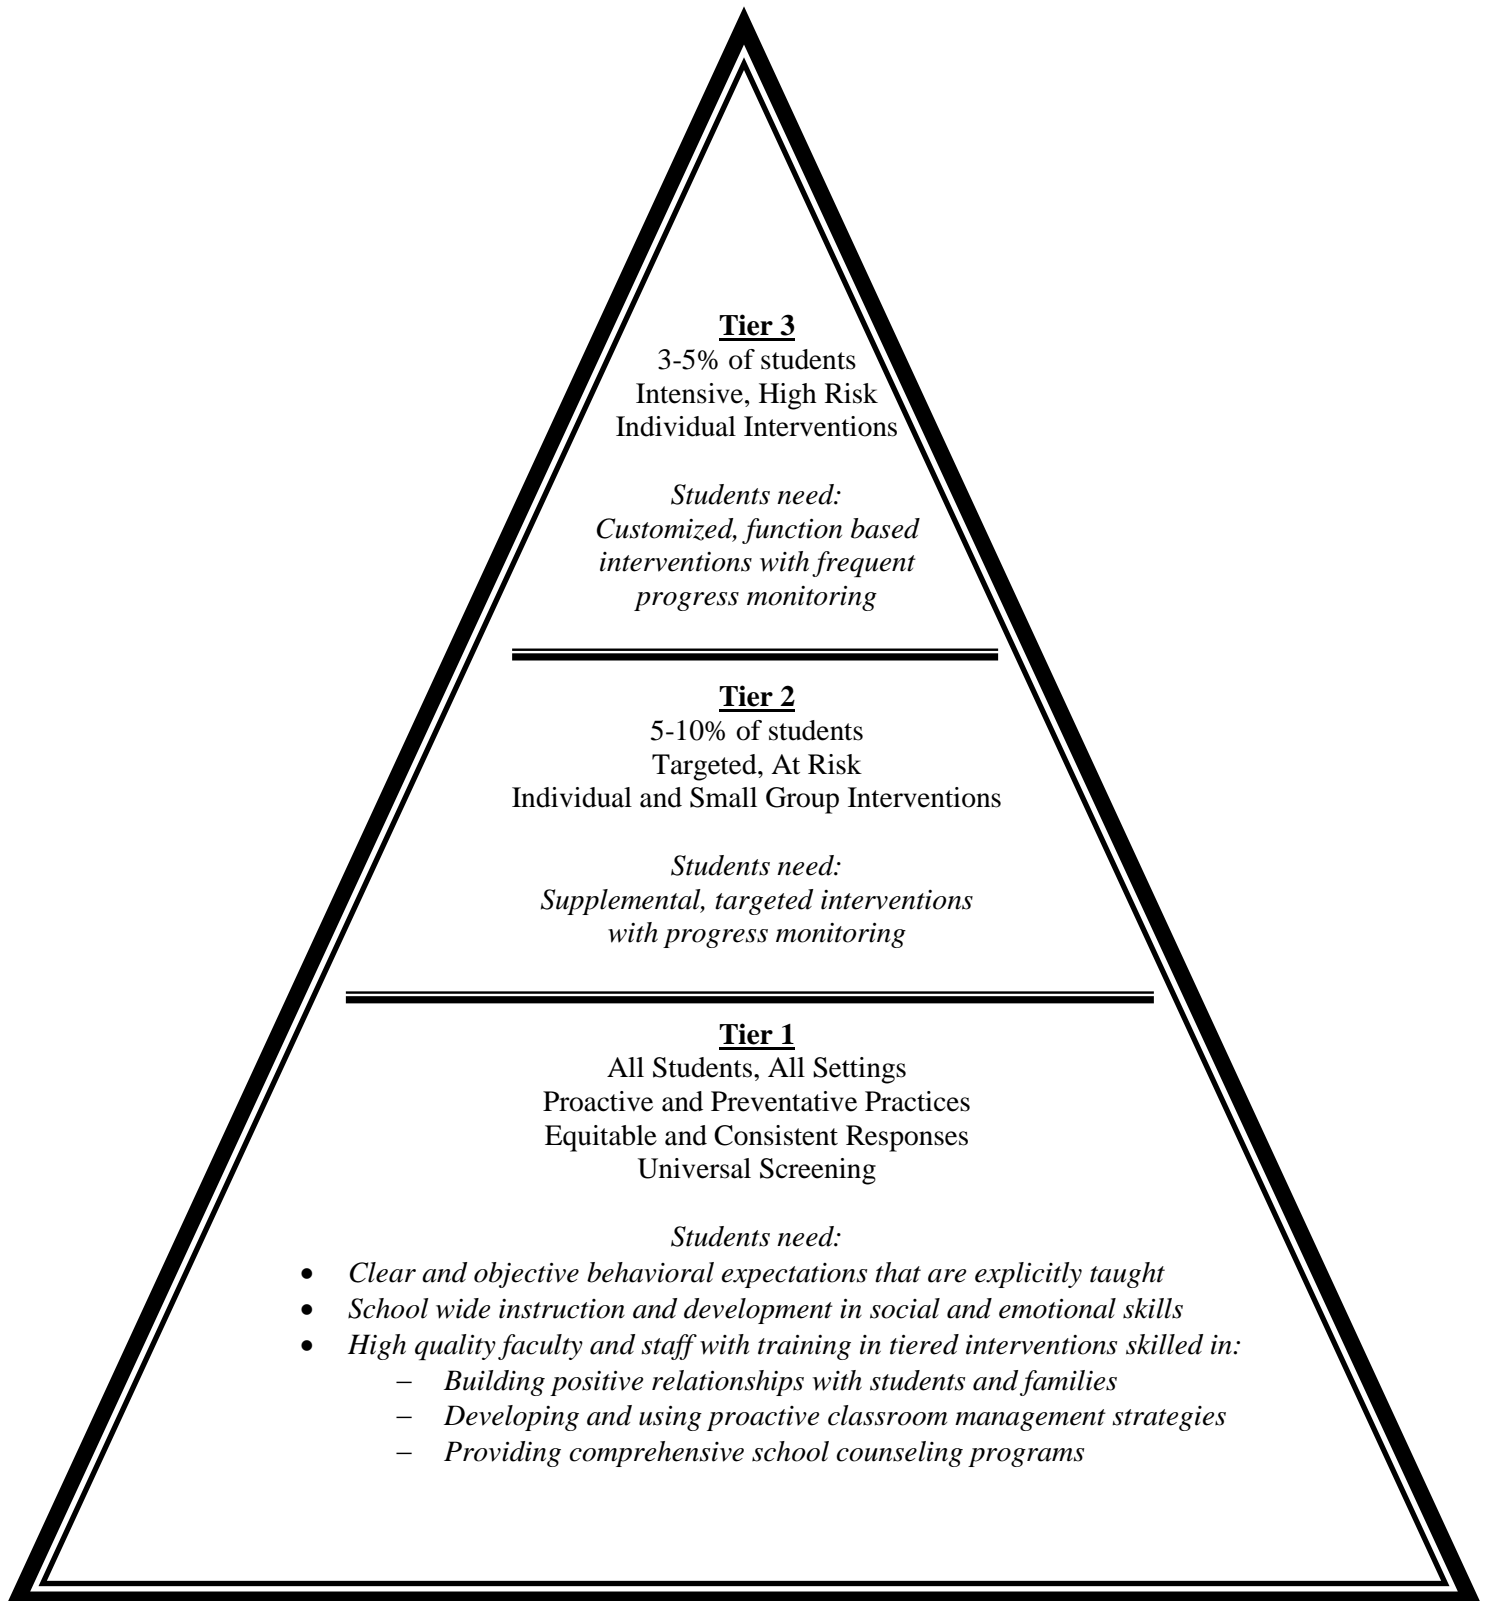 Tier 3
3-5% of students
Intensive, High Risk
Individual Interventions
Students need:
Customized, function based
interventions with frequent
progress monitoring
Tier 2
5-10% of students
Targeted, At Risk
Individual and Small Group Interventions
Students need:
Supplemental, targeted interventions
with progress monitoring
Tier 1
All Students, All Settings
Proactive and Preventative Practices
Equitable and Consistent Responses
Universal Screening
Students need:
• Clear and objective behavioral expectations that are explicitly taught
• School wide instruction and development in social and emotional skills
• High quality faculty and staff with training in tiered interventions skilled in:
– Building positive relationships with students and families
– Developing and using proactive classroom management strategies
– Providing comprehensive school counseling programs